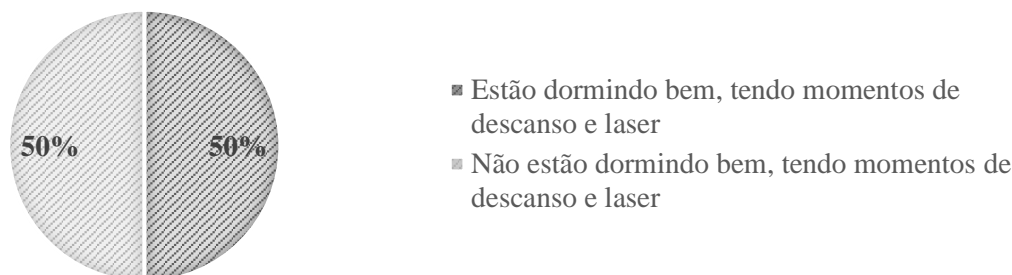 50%
50%
Estão dormindo bem, tendo momentos de
descanso e laser
Não estão dormindo bem, tendo momentos de
descanso e laser